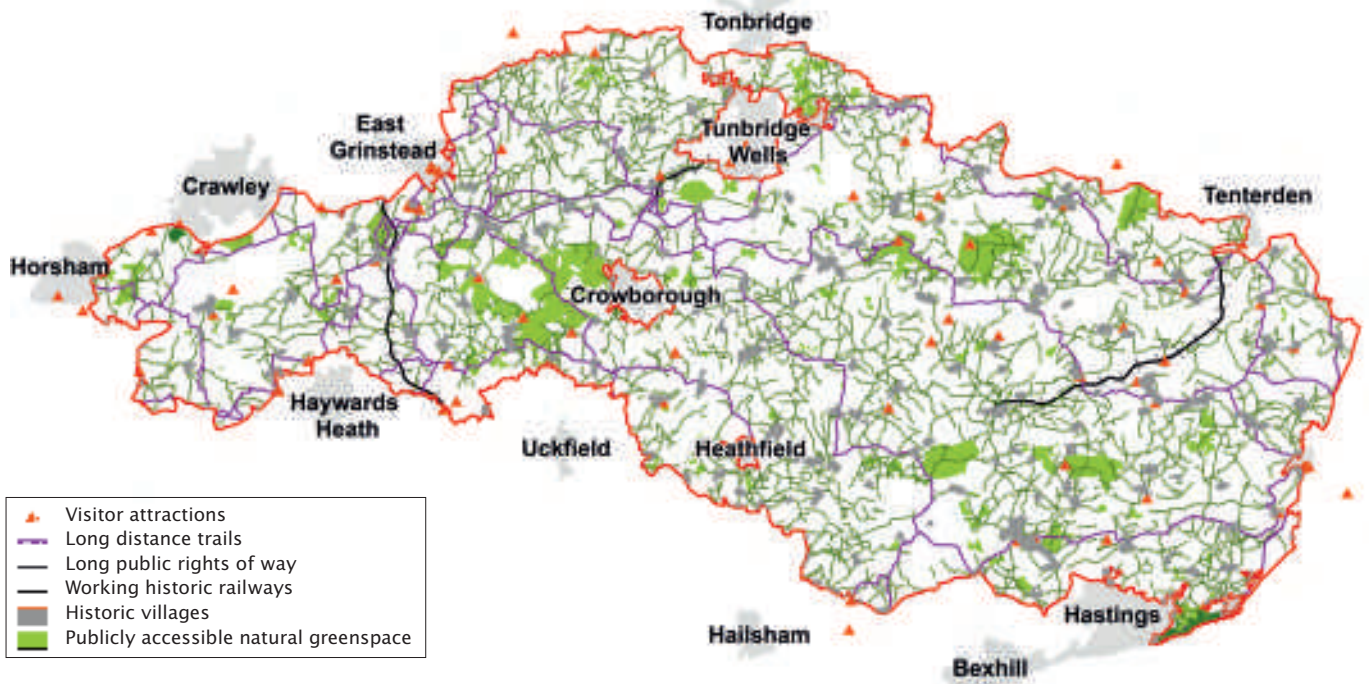 Tonbridge
East
Grinstead
Tunbridge
Wells
Crawley
Tenterden
Horsham
Crowborough
Haywards
Heath
Uckfield
Heathfield
Visitor attractions
Long distance trails
Long public rights of way
Working historic railways
Historic villages
Publicly accessible natural greenspace
Hastings
Hailsham
Bexhill